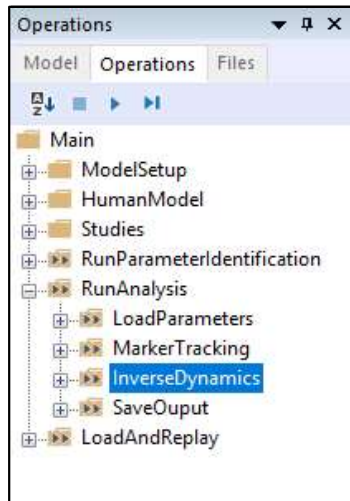 Operations
Model Operations Files
Main
ModelSetup
HumanModel
Studies
RunParameterIdentification
RunAnalysis
LoadParameters
MarkerTracking
InverseDynamics
SaveOuput
LoadAndReplay